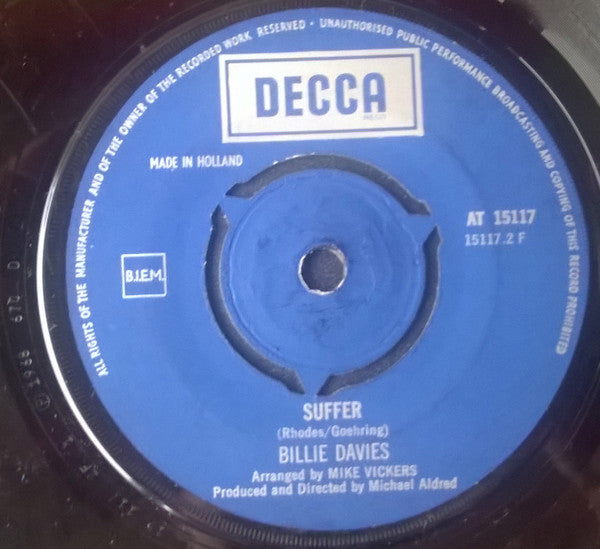 ALL RIGHTS OF THE MANUFACTURER AND OF THE OWNER OF THE RECORDED WORK RESERVED · UNAUTHORISED PUBLIC PERFORMANCE BROADCASTING AND COPYING OF THIS RECORD PROHIBITED
DECCA
MADE IN HOLLAND
AT 15117
15117.2 F
B.I.E.M.
SUFFER
(Rhodes/Goehring)
BILLIE DAVIES
Arranged by MIKE VICKERS
Produced and Directed by Michael Aldred
℗ 1968